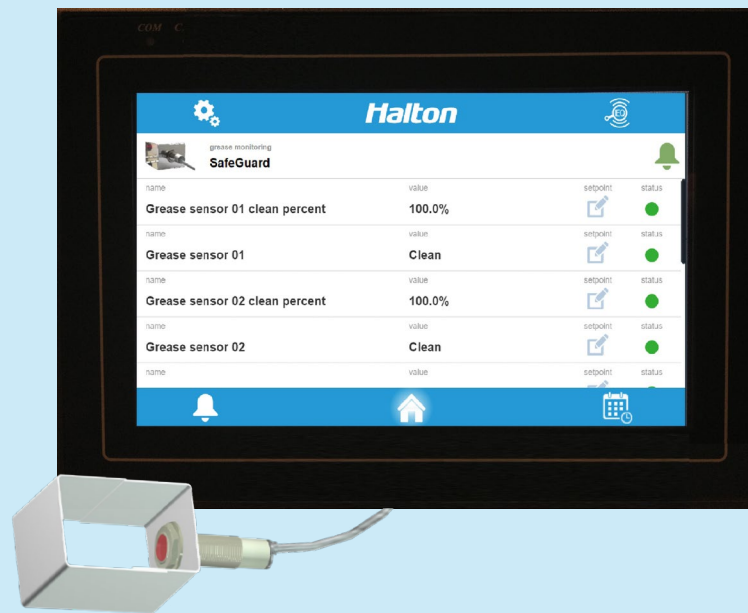 COM C.
Halton
EQ
grease monitoring
SafeGuard
name value setpoint status
Grease sensor 01 clean percent 100.0%
name value setpoint status
Grease sensor 01 Clean
name value setpoint status
Grease sensor 02 clean percent 100.0%
name value setpoint status
Grease sensor 02 Clean
name value setpoint status